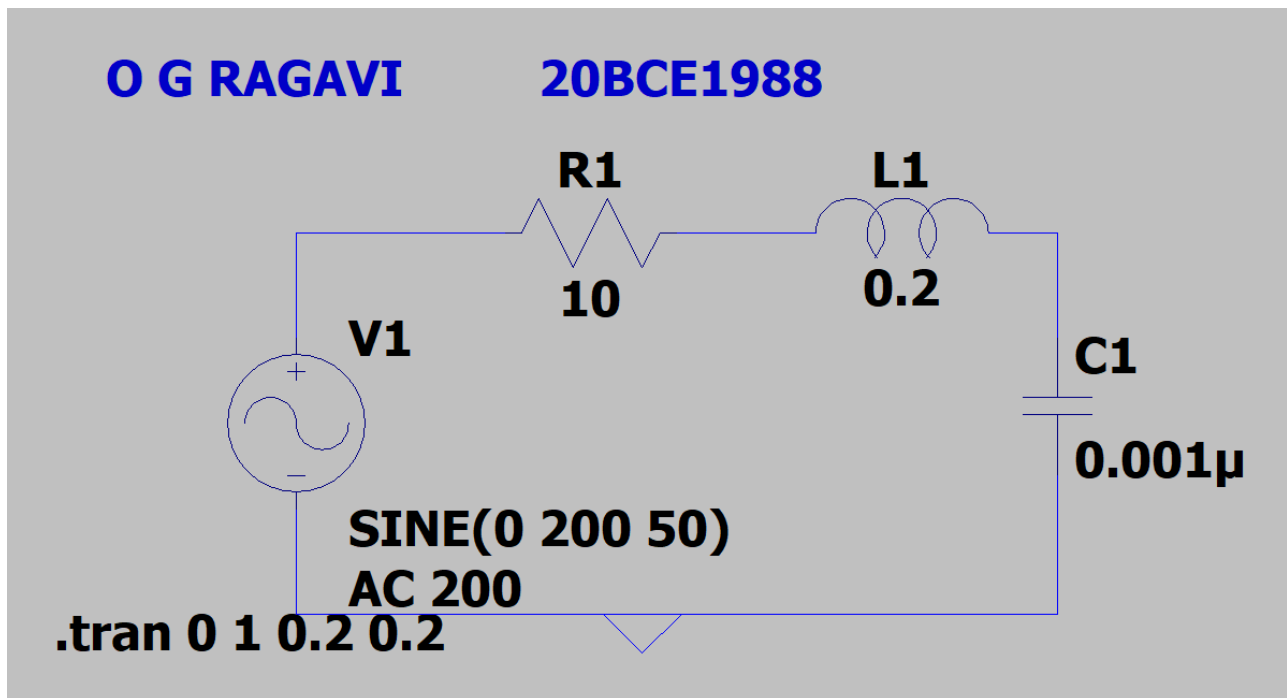 O G RAGAVI 20BCE1988
R1
L1
10
0.2
V1
C1
0.001µ
SINE(0 200 50)
AC 200
.tran 0 1 0.2 0.2